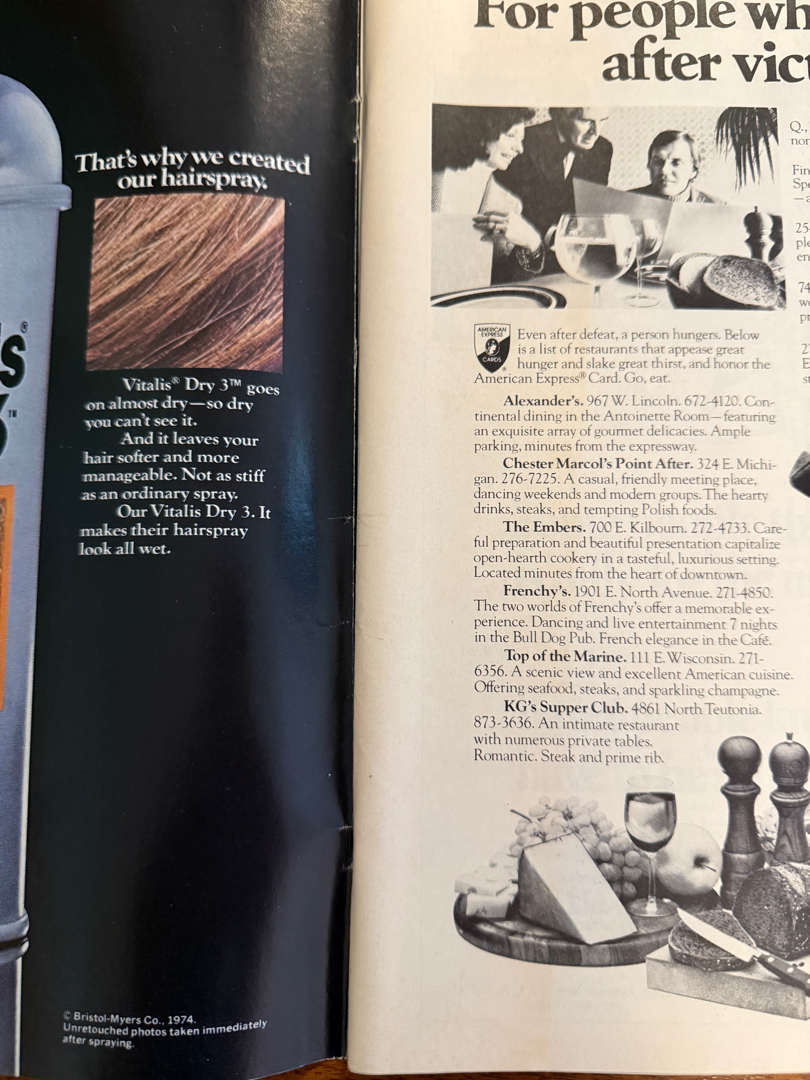 s®
™
That's why we created
our hairspray.
Vitalis® Dry 3™ goes
on almost dry—so dry
you can't see it.
And it leaves your
hair softer and more
manageable. Not as stiff
as an ordinary spray.
Our Vitalis Dry 3. It
makes their hairspray
look all wet.
© Bristol-Myers Co., 1974.
Unretouched photos taken immediately
after spraying.
For people wh
after vict
AMERICAN
EXPRESS
CARDS
Even after defeat, a person hungers. Below
is a list of restaurants that appease great
hunger and slake great thirst, and honor the
American Express® Card. Go, eat.
Alexander's. 967 W. Lincoln. 672-4120. Con-
tinental dining in the Antoinette Room—featuring
an exquisite array of gourmet delicacies. Ample
parking, minutes from the expressway.
Chester Marcol's Point After. 324 E. Michi-
gan. 276-7225. A casual, friendly meeting place,
dancing weekends and modern groups. The hearty
drinks, steaks, and tempting Polish foods.
The Embers. 700 E. Kilbourn. 272-4733. Care-
ful preparation and beautiful presentation capitalize
open-hearth cookery in a tasteful, luxurious setting.
Located minutes from the heart of downtown.
Frenchy's. 1901 E. North Avenue. 271-4850.
The two worlds of Frenchy's offer a memorable ex-
perience. Dancing and live entertainment 7 nights
in the Bull Dog Pub. French elegance in the Café.
Top of the Marine. 111 E. Wisconsin. 271-
6356. A scenic view and excellent American cuisine.
Offering seafood, steaks, and sparkling champagne.
KG's Supper Club. 4861 North Teutonia.
873-3636. An intimate restaurant
with numerous private tables.
Romantic. Steak and prime rib.
Q.,
nor
Fin
Spe
—a
25
ple
en
74
we
pr
2
E
st